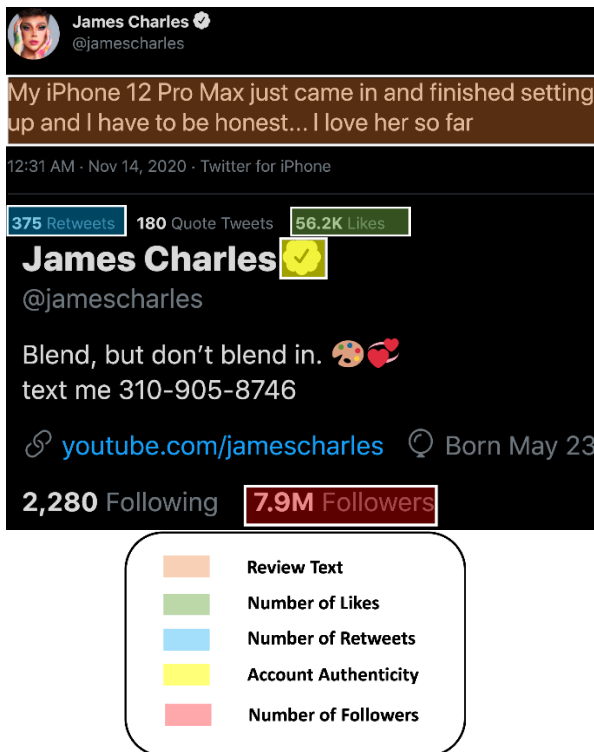 James Charles
@jamescharles
My iPhone 12 Pro Max just came in and finished setting
up and I have to be honest... I love her so far
12:31 AM · Nov 14, 2020 · Twitter for iPhone
375 Retweets 180 Quote Tweets 56.2K Likes
James Charles
@jamescharles
Blend, but don’t blend in. 🎨💞
text me 310-905-8746
youtube.com/jamescharles Born May 23
2,280 Following 7.9M Followers
Review Text
Number of Likes
Number of Retweets
Account Authenticity
Number of Followers